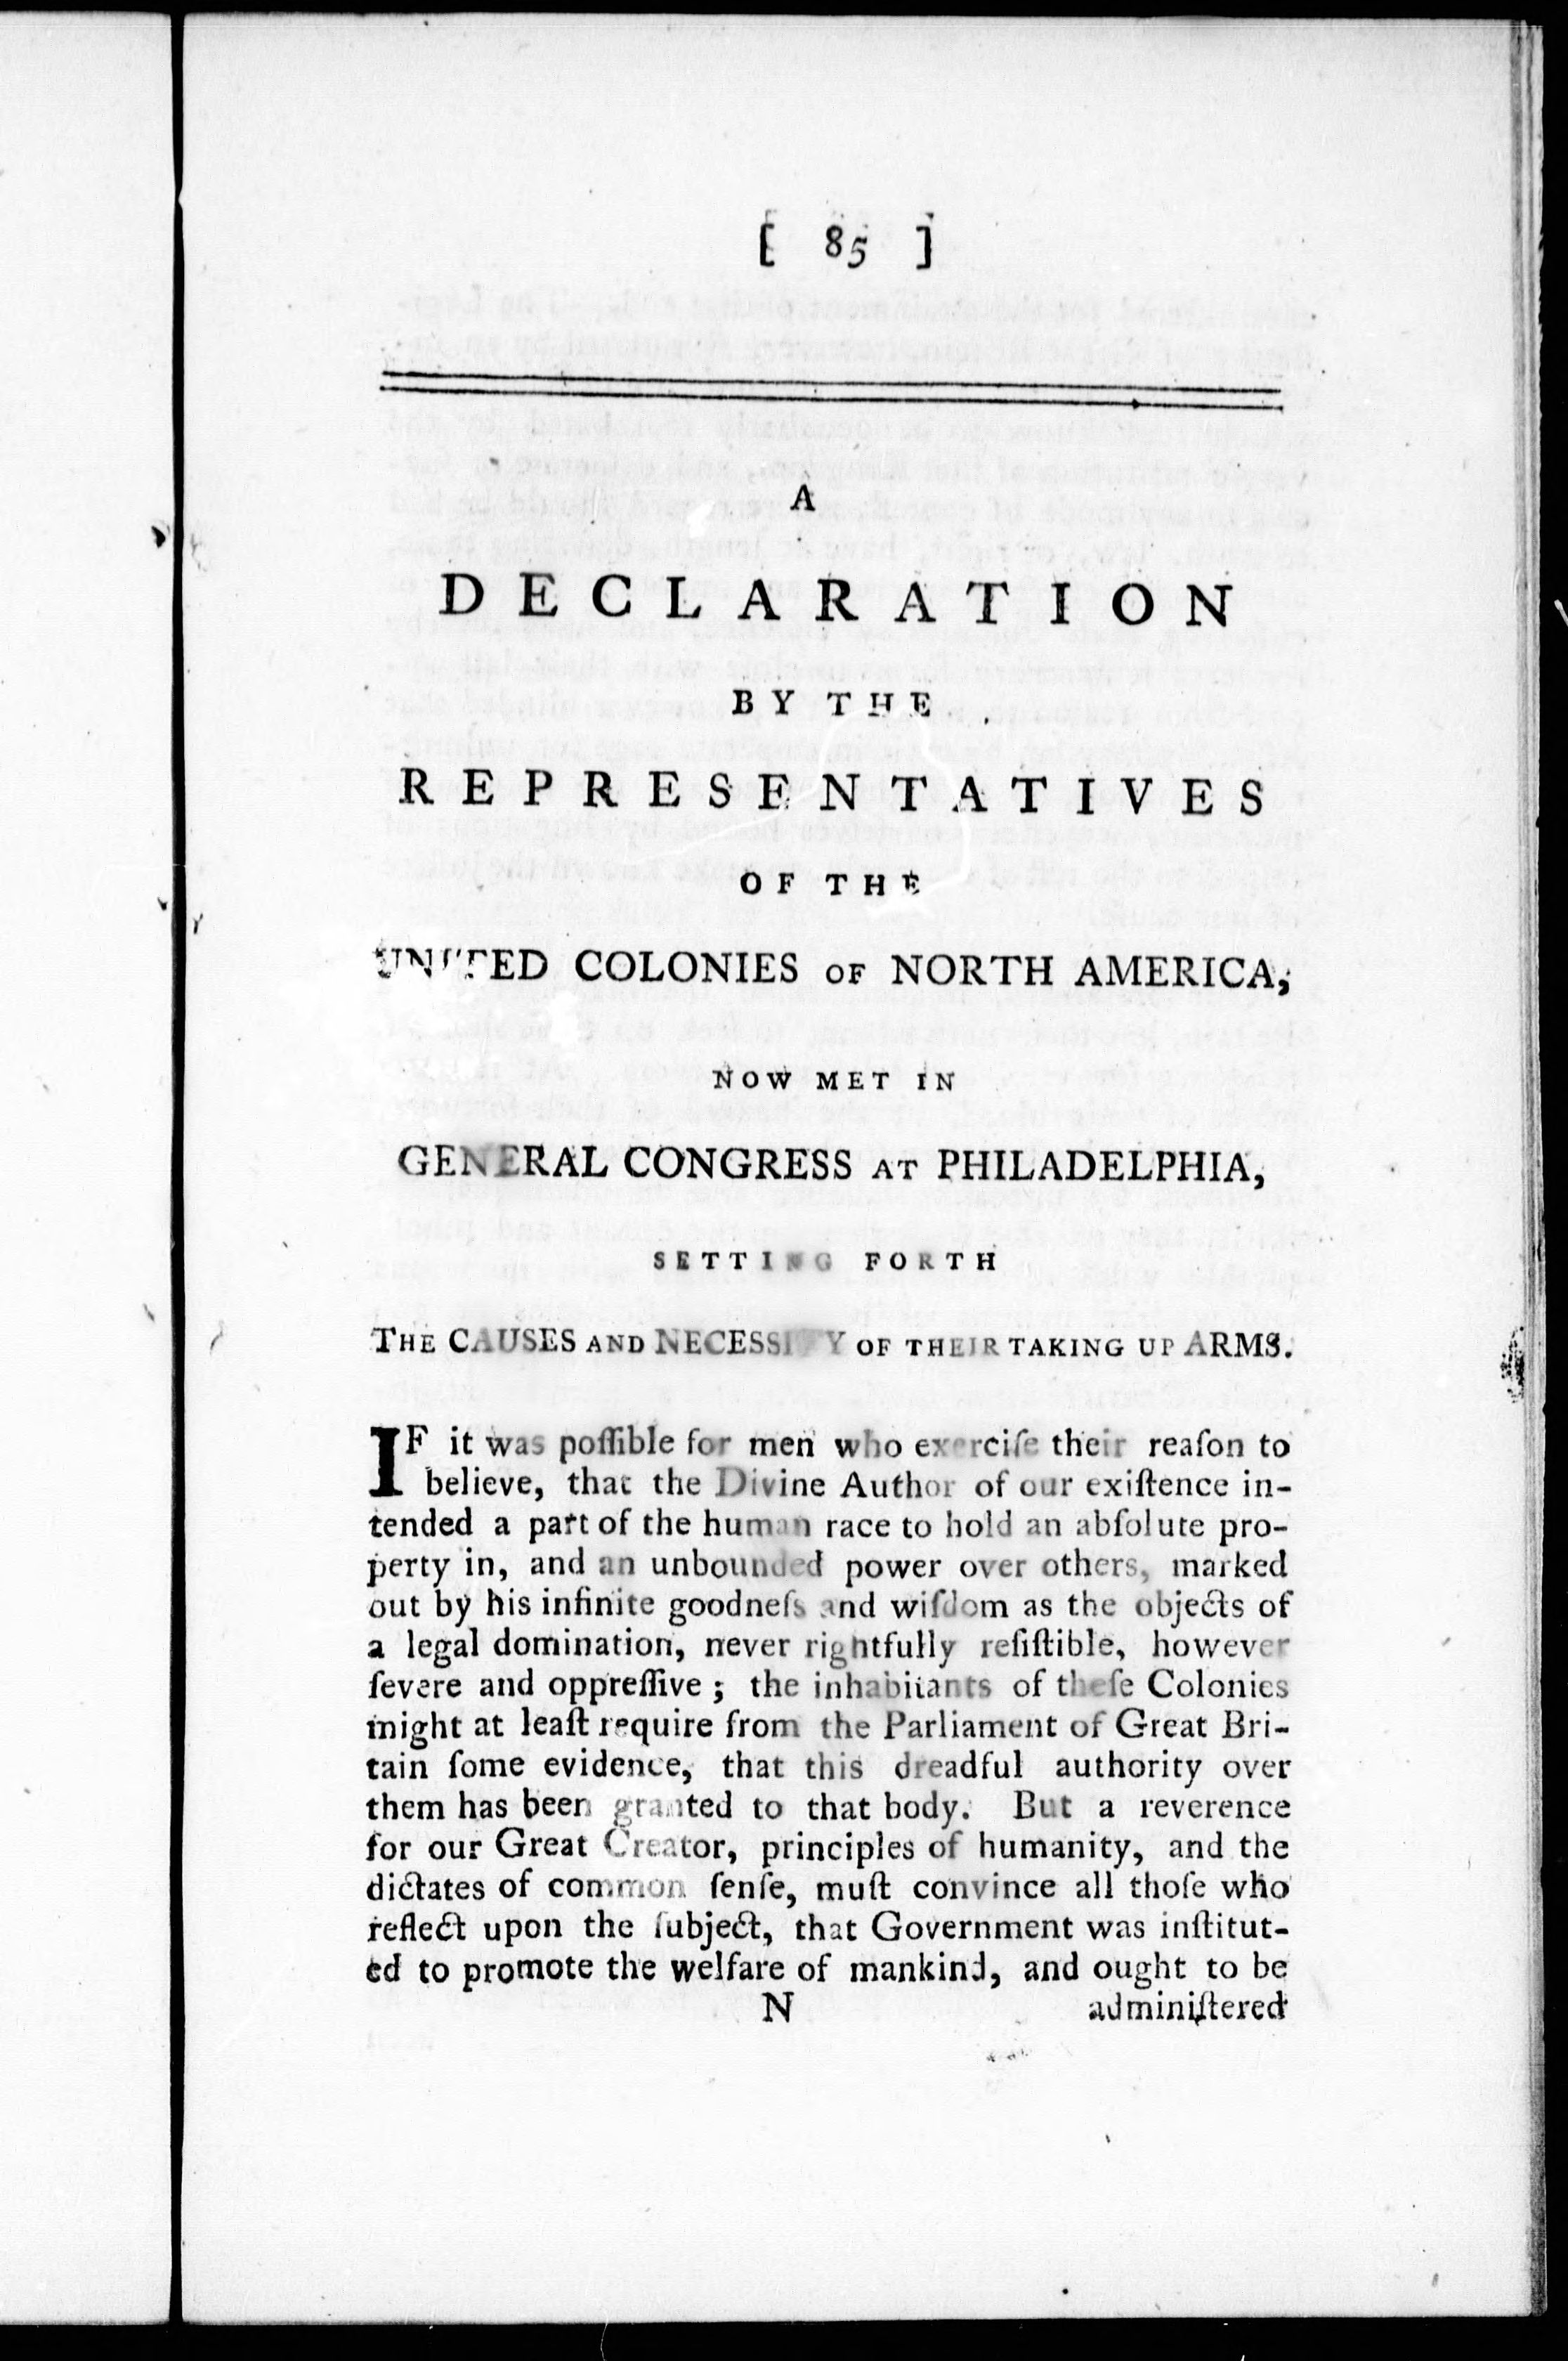 [ 85 ]
A
DECLARATION
BY THE
REPRESENTATIVES
OF THE
UNITED COLONIES OF NORTH AMERICA,
NOW MET IN
GENERAL CONGRESS AT PHILADELPHIA,
SETTING FORTH
THE CAUSES AND NECESSITY OF THEIR TAKING UP ARMS.
IF it was poſſible for men who exerciſe their reaſon to
believe, that the Divine Author of our exiſtence in-
tended a part of the human race to hold an abſolute pro-
perty in, and an unbounded power over others, marked
out by his infinite goodneſs and wiſdom as the objects of
a legal domination, never rightfully reſiſtible, however
ſevere and oppreſſive; the inhabitants of theſe Colonies
might at leaſt require from the Parliament of Great Bri-
tain ſome evidence, that this dreadful authority over
them has been granted to that body. But a reverence
for our Great Creator, principles of humanity, and the
dictates of common ſenſe, muſt convince all thoſe who
reflect upon the ſubject, that Government was inſtitut-
ed to promote the welfare of mankind, and ought to be
N administered